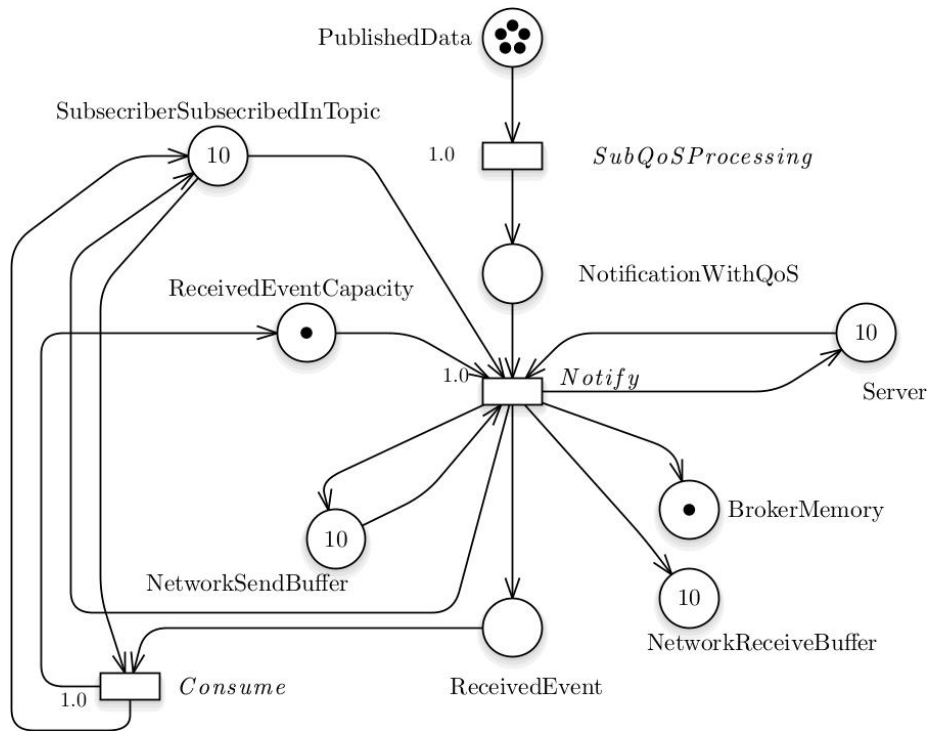 PublishedData
SubsecriberSubsecribedInTopic
10
1.0
SubQoSProcessing
NotificationWithQoS
ReceivedEventCapacity
10
1.0
Notify
Server
10
BrokerMemory
NetworkSendBuffer
10
NetworkReceiveBuffer
ReceivedEvent
1.0
Consume